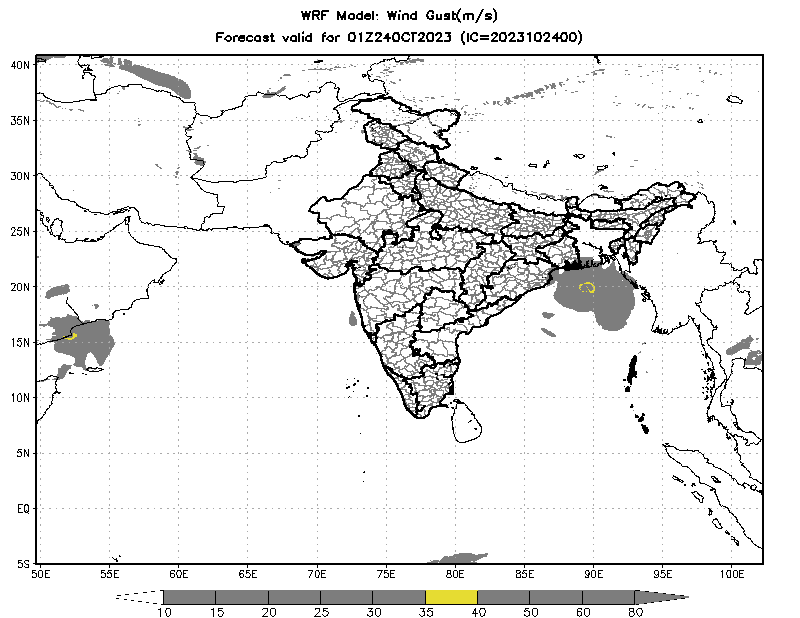 WRF Model: Wind Gust(m/s)
Forecast valid for 01Z24OCT2023 (IC=2023102400)
40N
35N
30N
25N
20N
15N
10N
5N
EQ
5S
50E 55E 60E 65E 70E 75E 80E 85E 90E 95E 100E
10 15 20 25 30 35 40 50 60 80